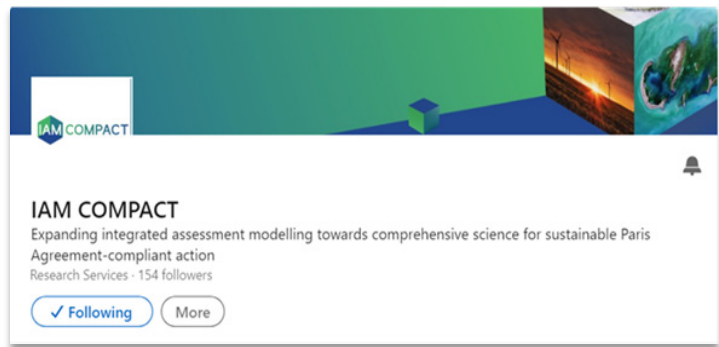 IAM COMPACT
IAM COMPACT
Expanding integrated assessment modelling towards comprehensive science for sustainable Paris
Agreement-compliant action
Research Services · 154 followers
✓ Following
More